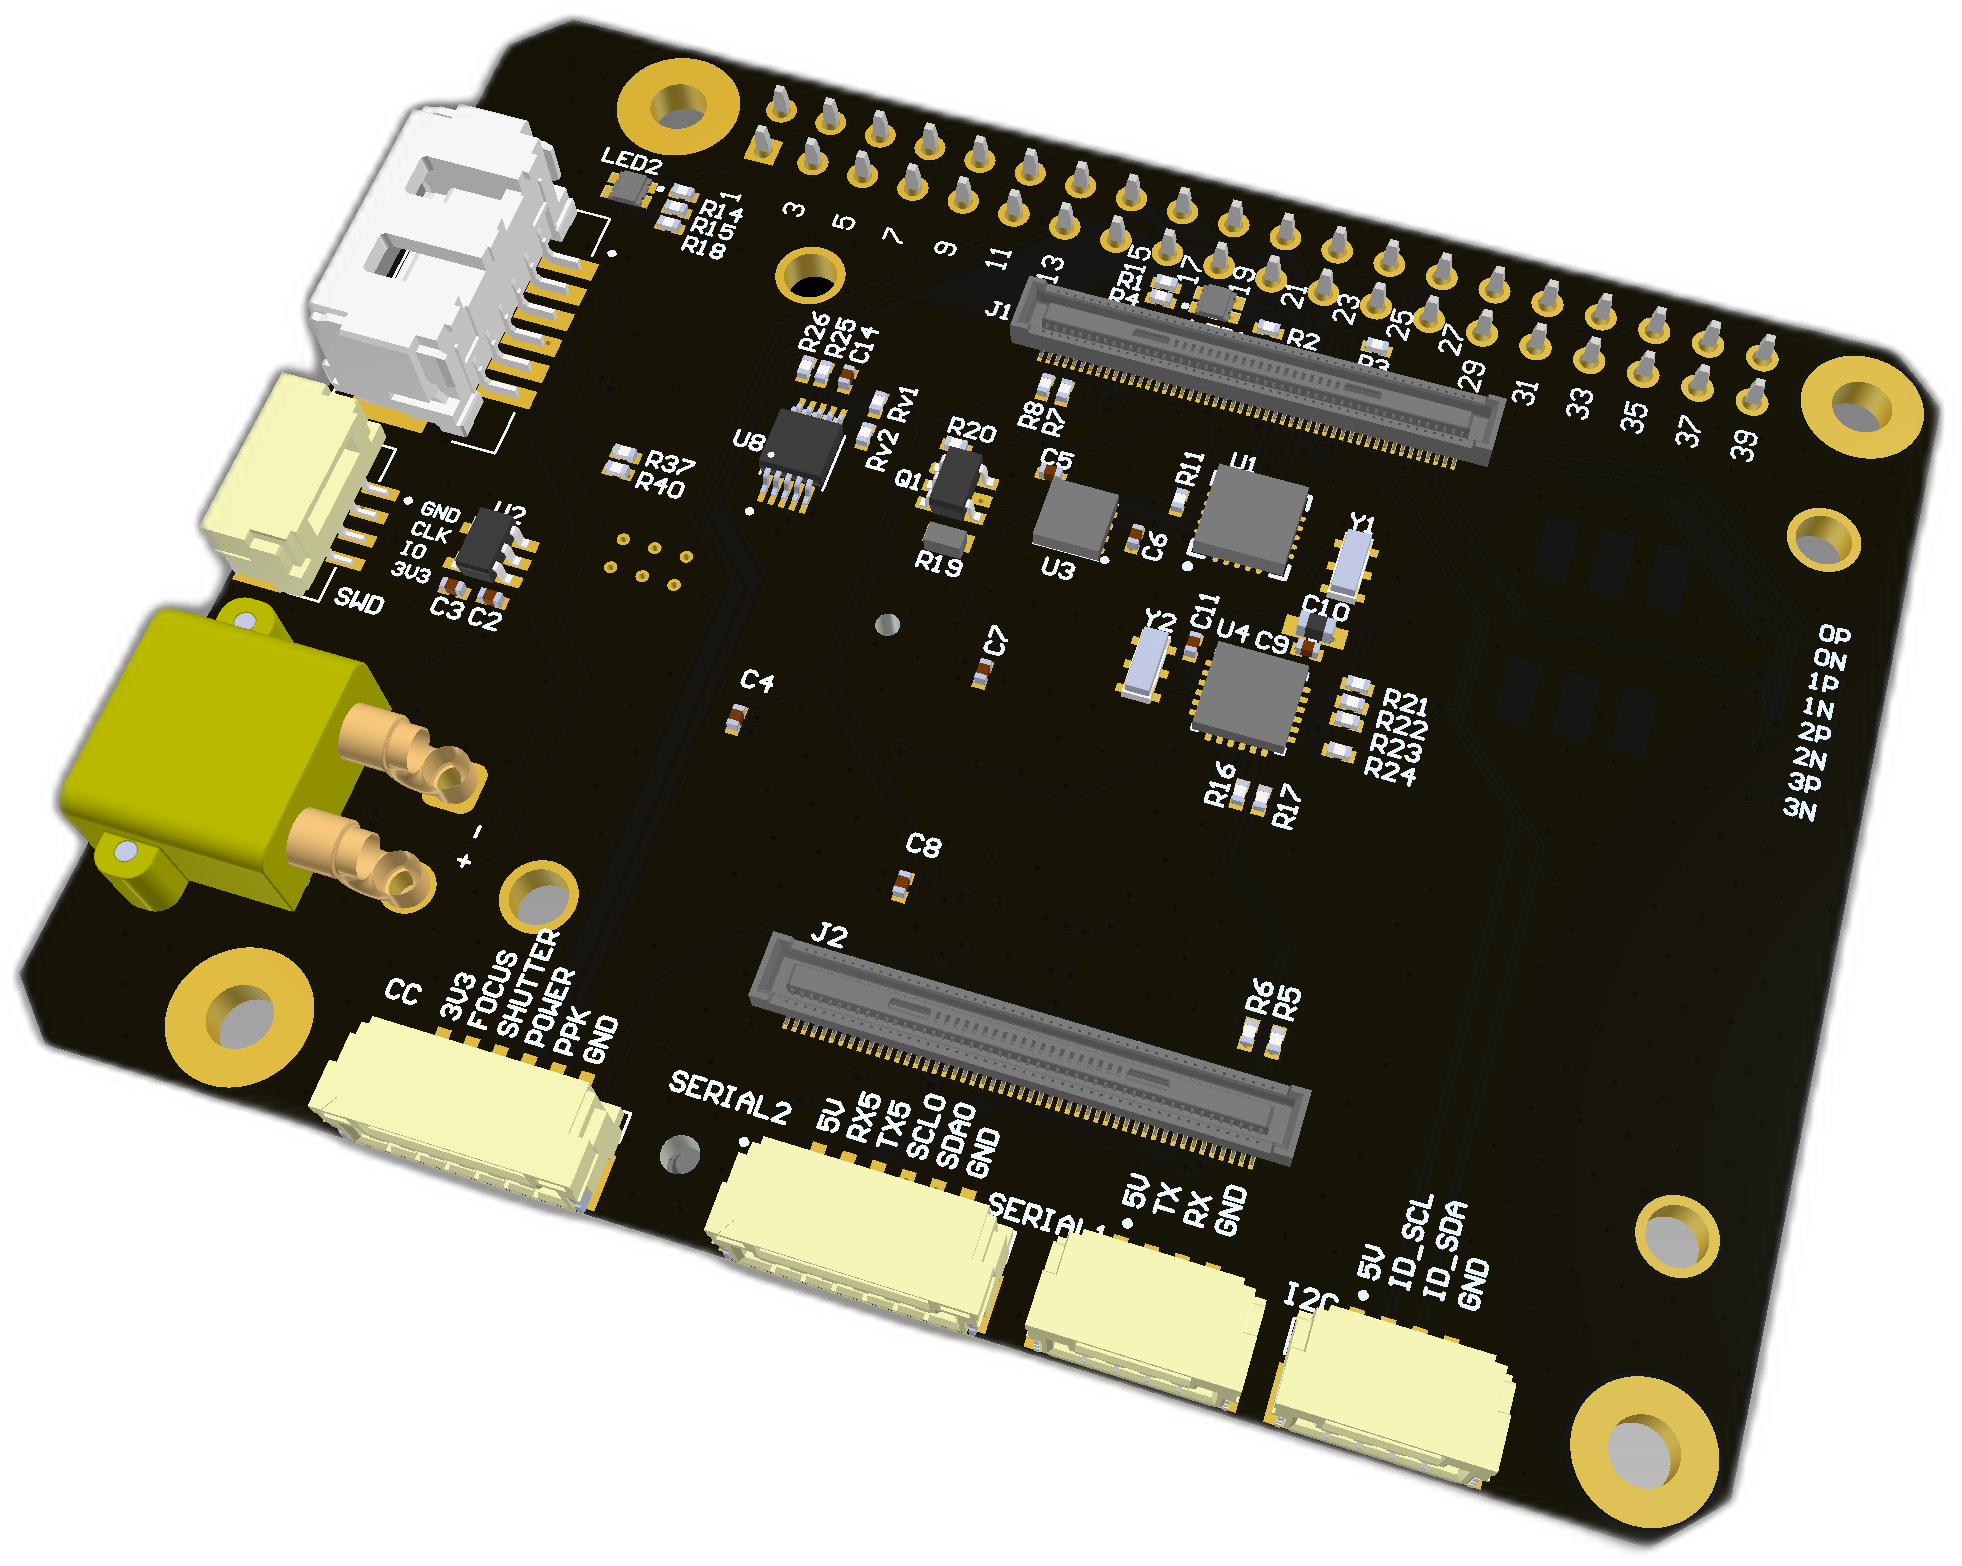 LED2
1
R14
R15
R18
3
5
7
9
11
13
15
17
19
21
23
25
27
29
31
33
35
37
39
J1
R1
R4
R2
R3
R26
R25
C14
Rv1
Rv2
U8
R8
R7
R37
R40
R20
Q1
R19
C5
U3
C6
R11
U1
Y1
GND
CLK
IO
3V3
SWD
U2
C3
C2
C10
C11
Y2
U4
C9
C7
C4
R21
R22
R23
R24
R16
R17
0P
0N
1P
1N
2P
2N
3P
3N
-
+
C8
J2
R6
R5
CC
3V3
FOCUS
SHUTTER
POWER
PPK
GND
SERIAL2
5V
RX5
TX5
SCL0
SDA0
GND
SERIAL1
5V
TX
RX
GND
I2C
5V
ID_SCL
ID_SDA
GND